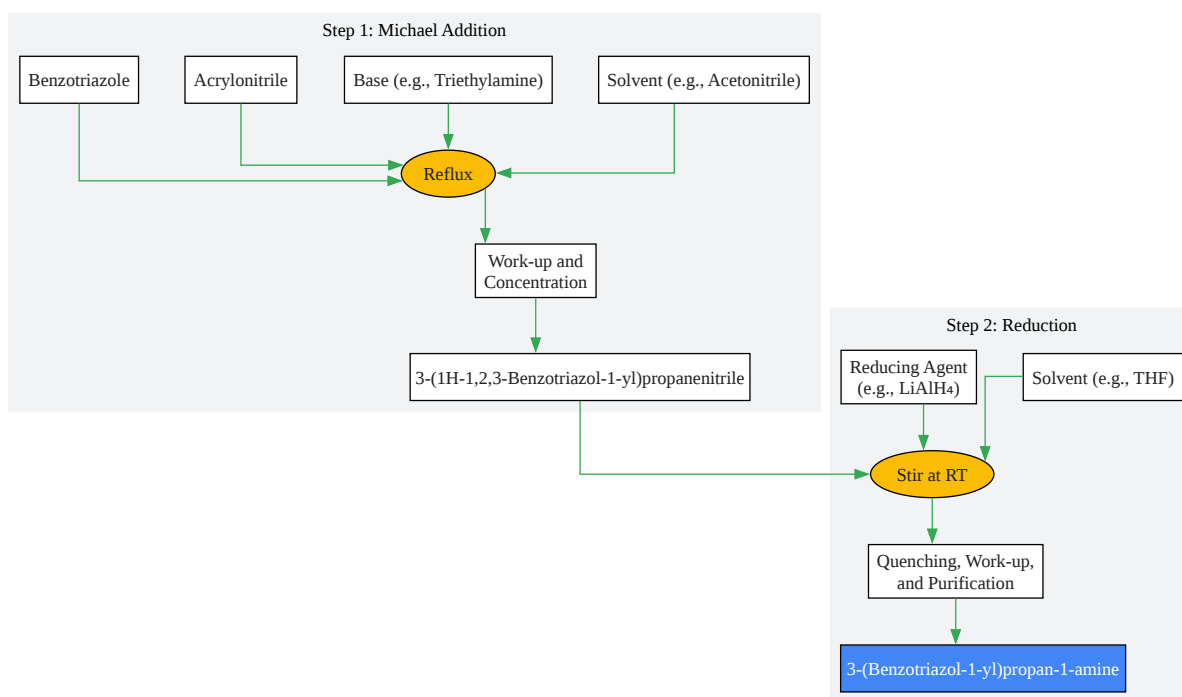 Step 1: Michael Addition
Benzotriazole
Acrylonitrile
Base (e.g., Triethylamine)
Solvent (e.g., Acetonitrile)
Reflux
Work-up and
Concentration
3-(1H-1,2,3-Benzotriazol-1-yl)propanenitrile
Step 2: Reduction
Reducing Agent
(e.g., LiAlH₄)
Solvent (e.g., THF)
Stir at RT
Quenching, Work-up,
and Purification
3-(Benzotriazol-1-yl)propan-1-amine